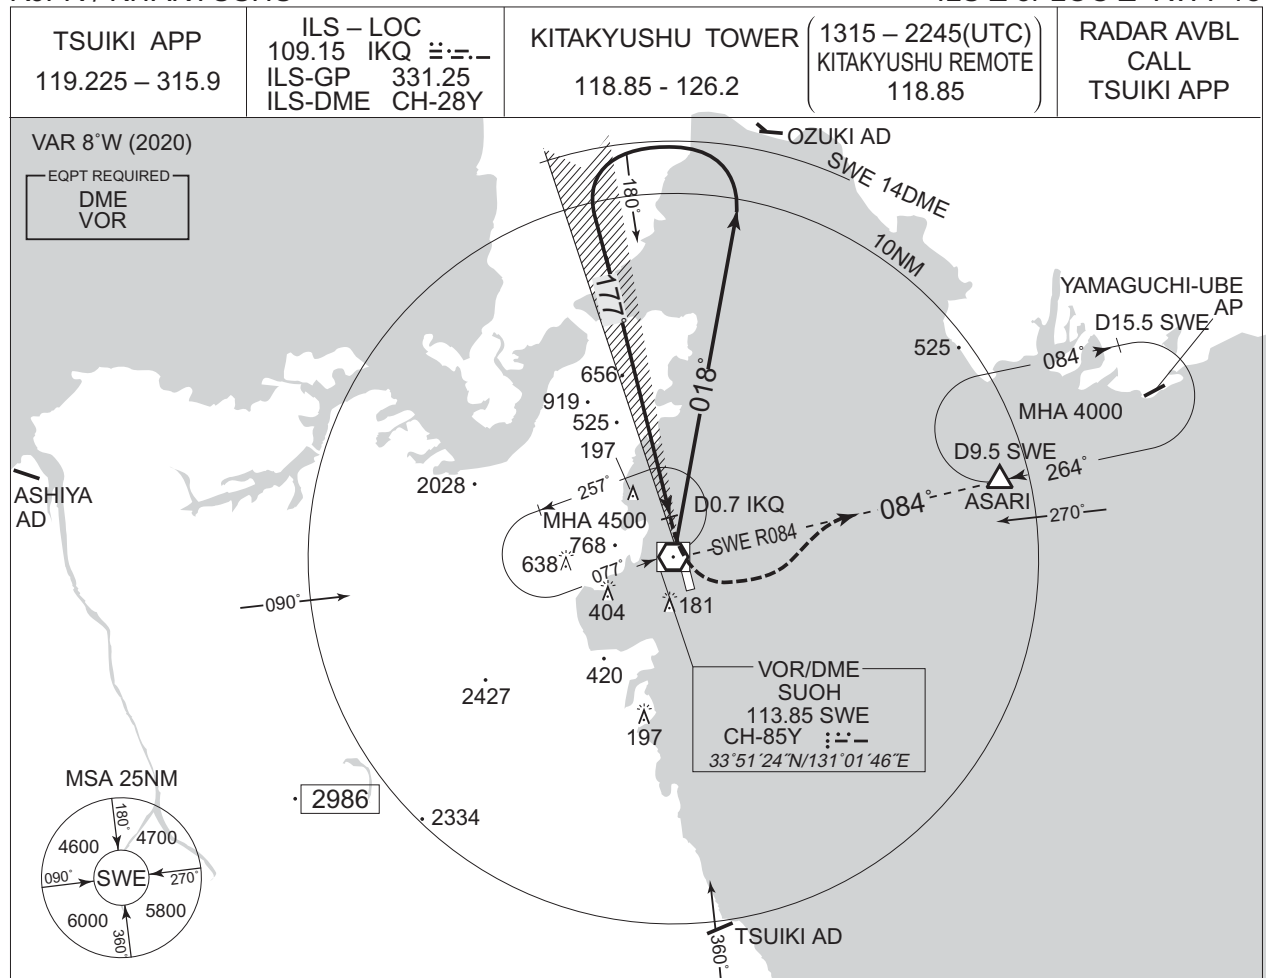 TSUIKI APP
119.225 – 315.9
ILS – LOC
109.15 IKQ
ILS-GP 331.25
ILS-DME CH-28Y
KITAKYUSHU TOWER
118.85 - 126.2
1315 – 2245(UTC)
KITAKYUSHU REMOTE
118.85
RADAR AVBL
CALL
TSUIKI APP
VAR 8°W (2020)
EQPT REQUIRED
DME
VOR
OZUKI AD
SWE 14DME
180°
10NM
177°
YAMAGUCHI-UBE
AP
D15.5 SWE
525
084°
656
018°
919
MHA 4000
525
197
D9.5 SWE
264°
2028
257°
ASHIYA
AD
ASARI
D0.7 IKQ
084°
270°
MHA 4500
SWE R084
768
638
077°
090°
404
181
420
VOR/DME
SUOH
113.85 SWE
CH-85Y
33°51´24˝N/131°01´46˝E
2427
197
MSA 25NM
2986
2334
180°
4600
4700
090°
SWE
270°
6000
5800
360°
TSUIKI AD
360°